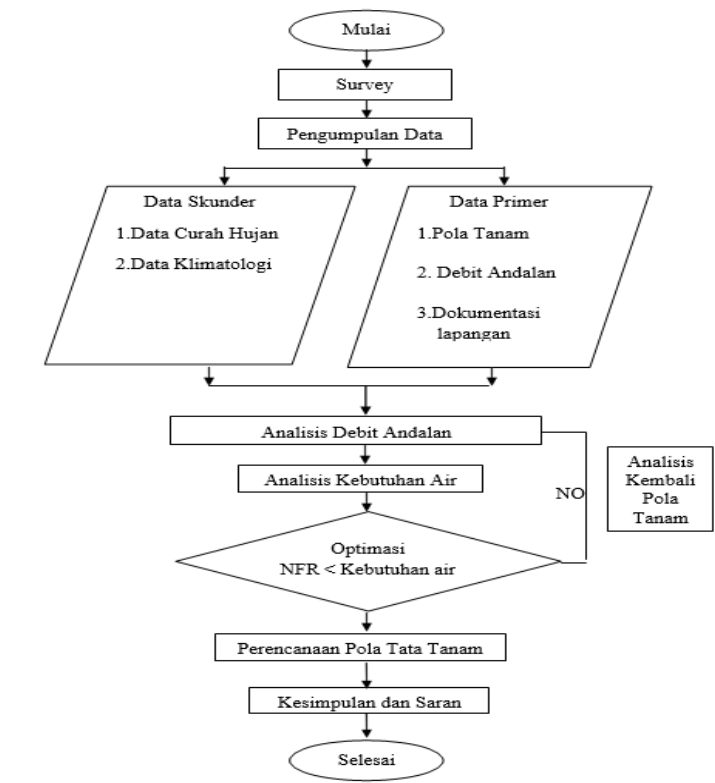 Mulai
Survey
Pengumpulan Data
Data Skunder
1.Data Curah Hujan
2.Data Klimatologi
Data Primer
1.Pola Tanam
2. Debit Andalan
3.Dokumentasi
lapangan
Analisis Debit Andalan
Analisis Kebutuhan Air
NO
Analisis
Kembali
Pola
Tanam
Optimasi
NFR < Kebutuhan air
Perencanaan Pola Tata Tanam
Kesimpulan dan Saran
Selesai